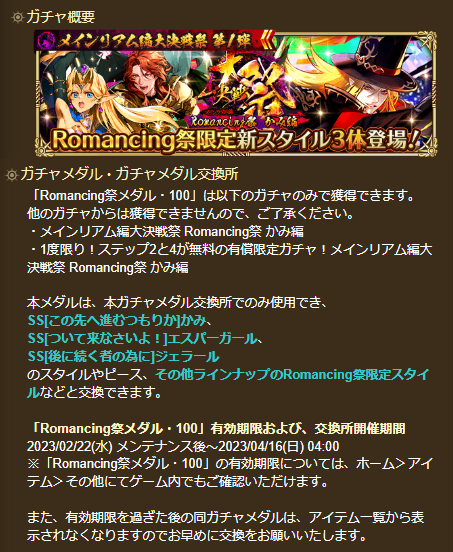 ガチャ概要
メインリアム編大決戦祭 第1弾
Romancing祭 かみ編
Romancing祭限定新スタイル3体登場!
ガチャメダル・ガチャメダル交換所
「Romancing祭メダル・100」は以下のガチャのみで獲得できます。
他のガチャからは獲得できませんので、ご了承ください。
・メインリアム編大決戦祭 Romancing祭 かみ編
・1度限り!ステップ2と4が無料の有償限定ガチャ!メインリアム編大
決戦祭 Romancing祭 かみ編
本メダルは、本ガチャメダル交換所でのみ使用でき、
SS[この先へ進むつもりか]かみ、
SS[ついて来なさいよ!]エスパーガール、
SS[後に続く者の為に]ジェラール
のスタイルやピース、その他ラインナップのRomancing祭限定スタイ
ルなどと交換できます。
「Romancing祭メダル・100」有効期限および、交換所開催期間
2023/02/22(水) メンテナンス後~2023/04/16(日) 04:00
※「Romancing祭メダル・100」の有効期限については、ホーム>アイ
テム>その他にてゲーム内でもご確認いただけます。
また、有効期限を過ぎた後の同ガチャメダルは、アイテム一覧から表
示されなくなりますのでお早めに交換をお願いいたします。